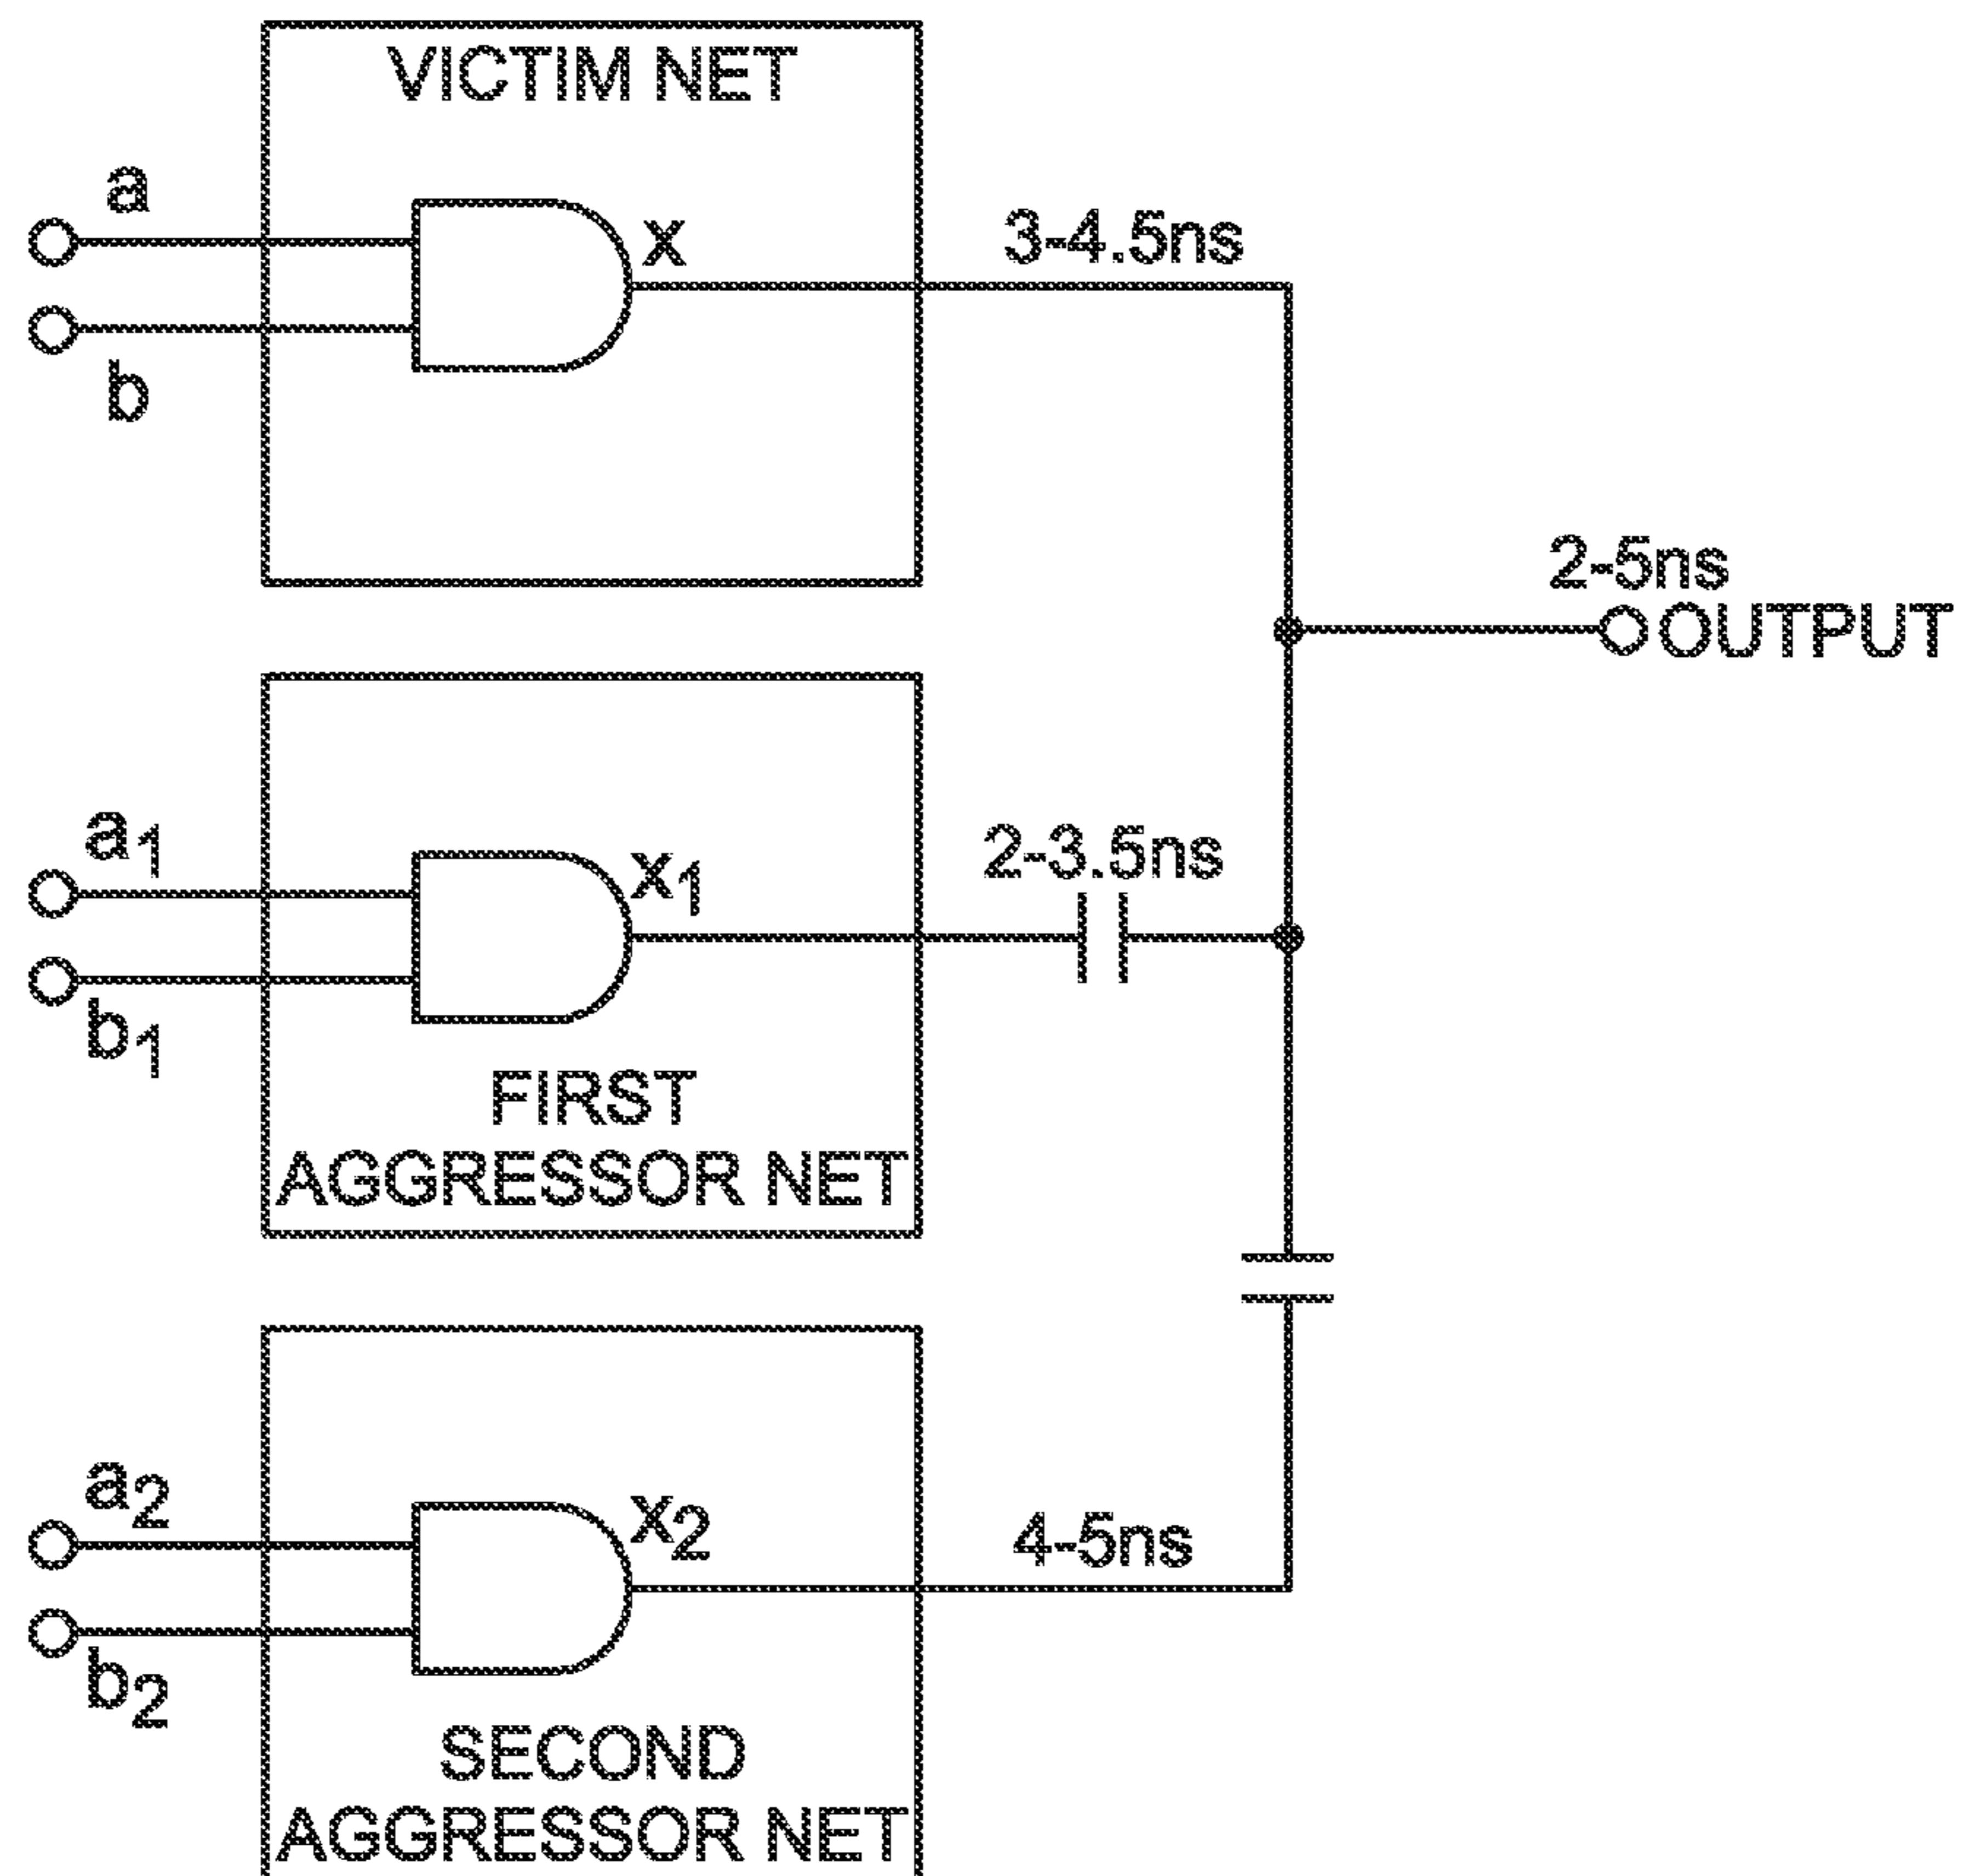 VICTIM NET
a
x
3-4.5ns
b
2-5ns
OUTPUT
a1
x1
2-3.5ns
b1
FIRST
AGGRESSOR NET
a2
x2
4-5ns
b2
SECOND
AGGRESSOR NET